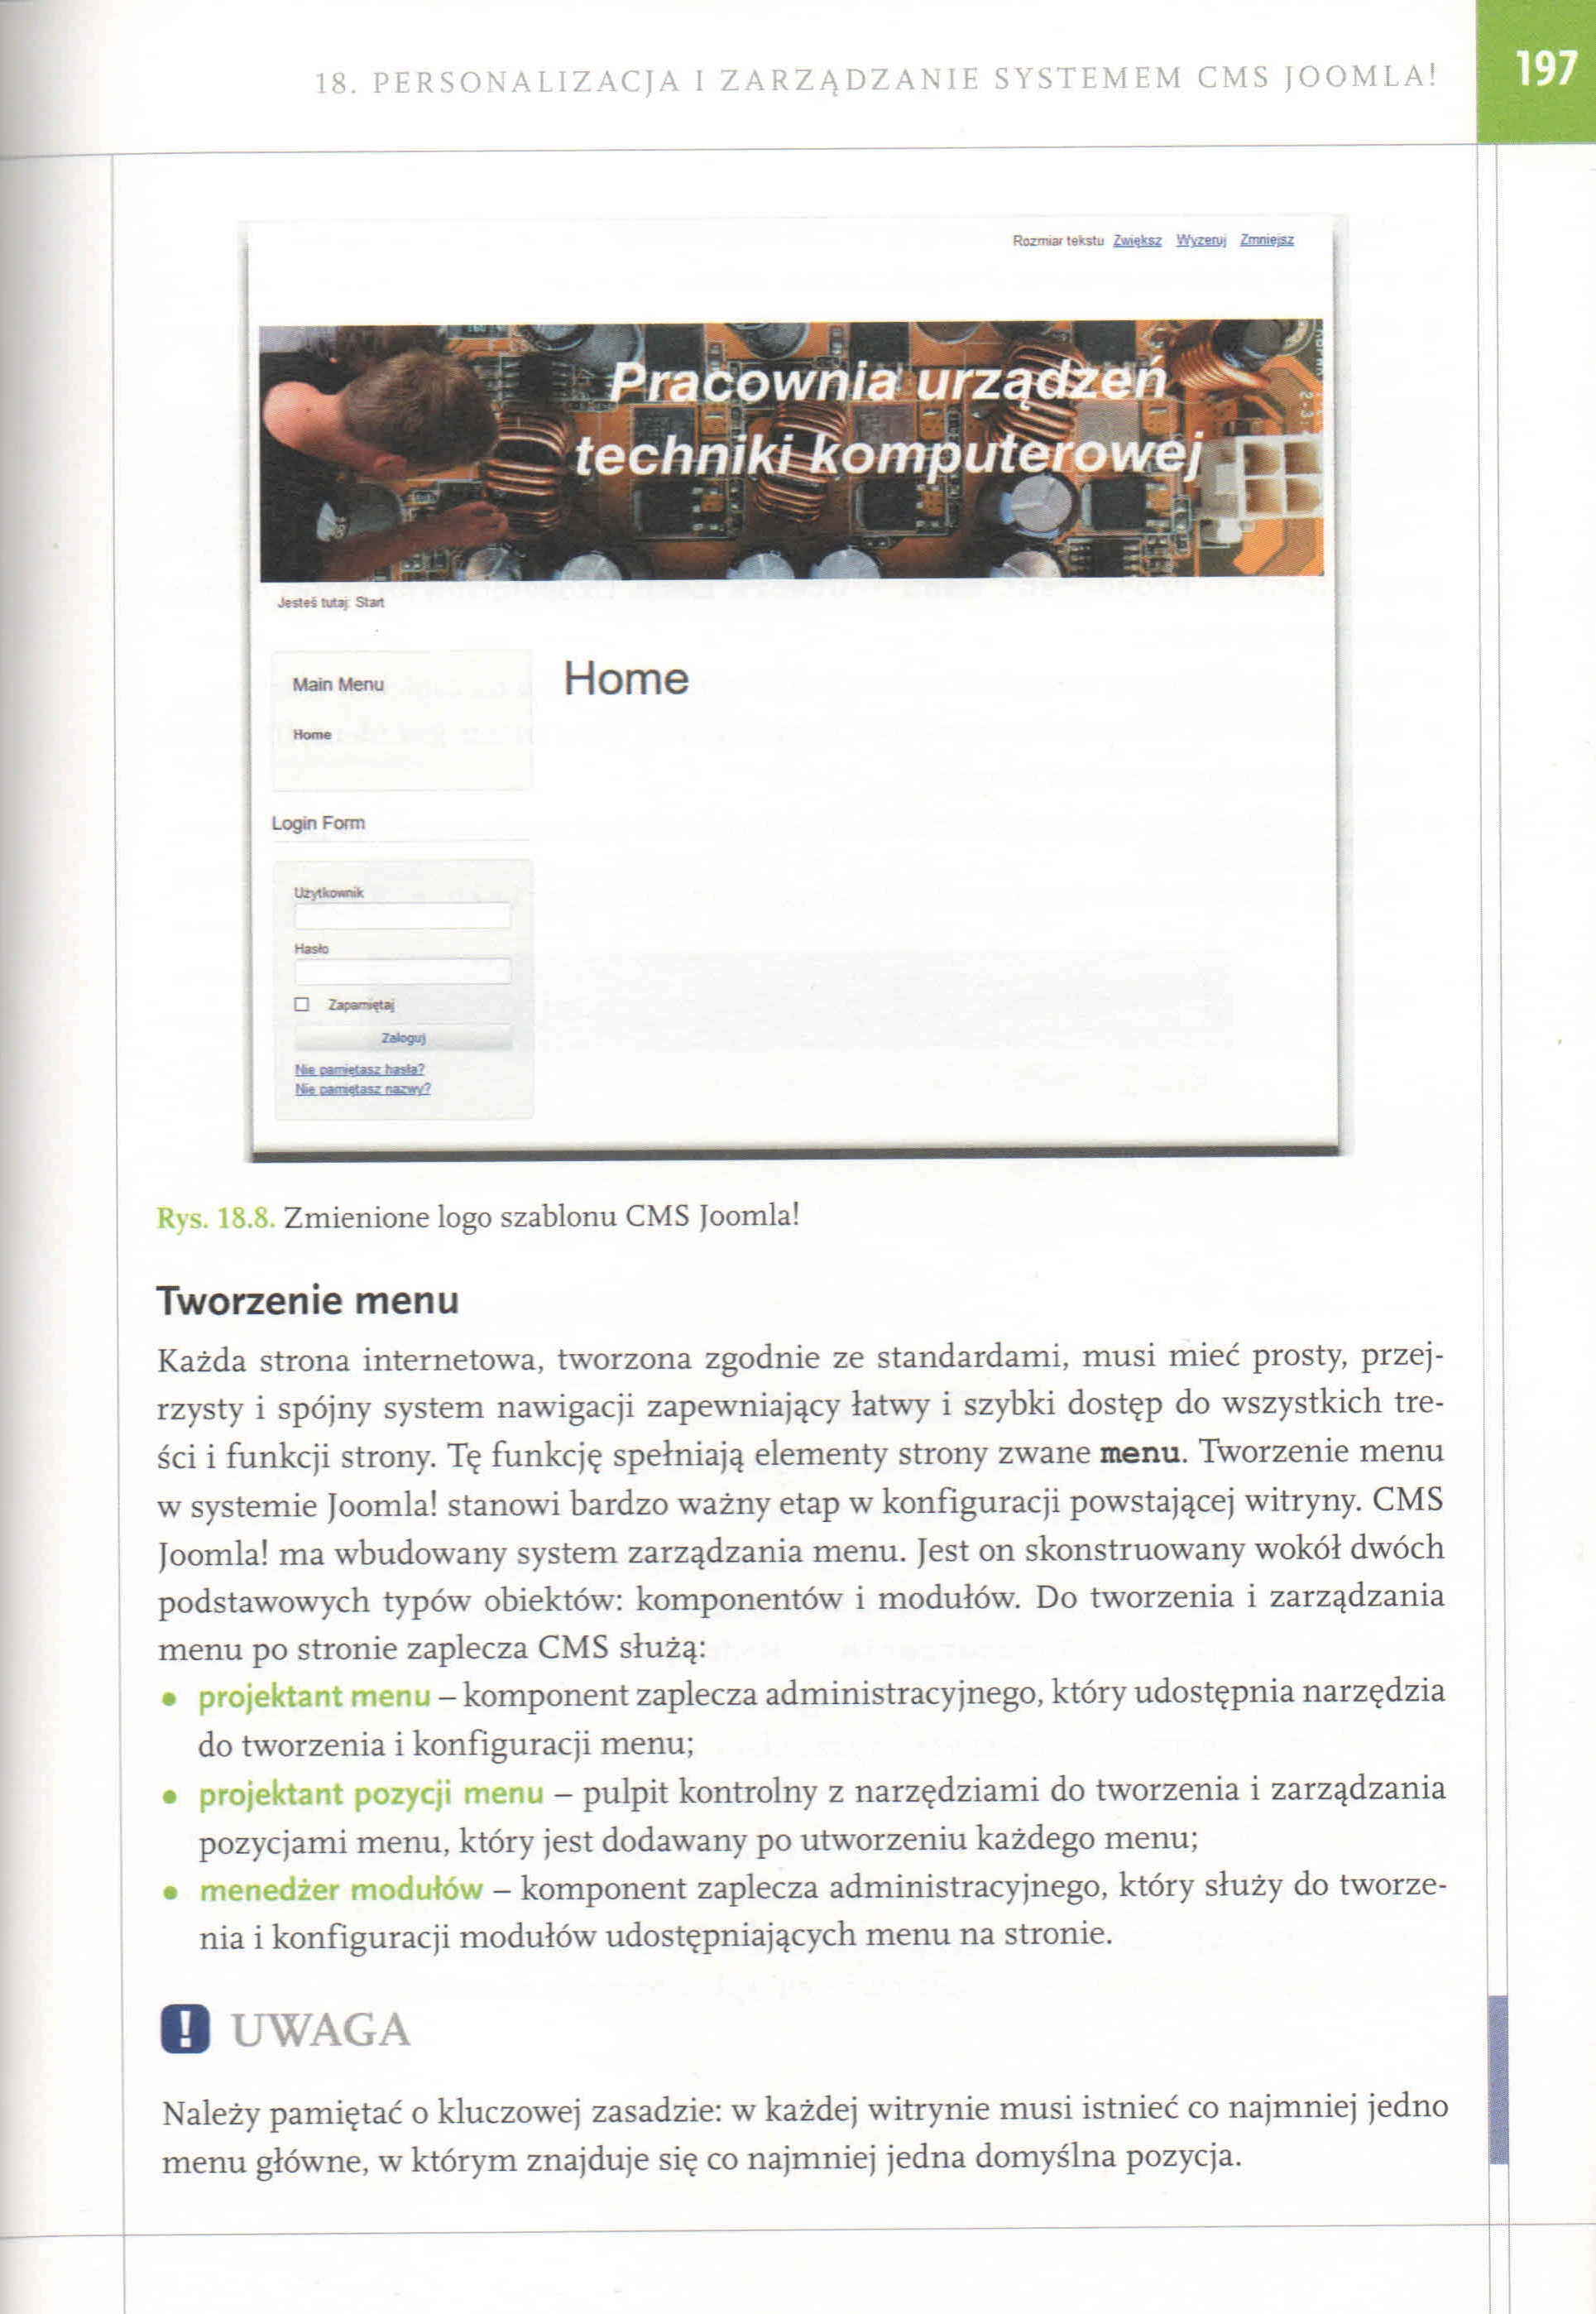 18. PERSONALIZACJA I ZARZĄDZANIE SYSTEMEM CMS JOOMLA!
197
Rozmiar tekstu Zwiększ Wyzeruj Zmniejsz
Pracownia urządzeń
techniki komputerowej
Jesteś tutaj: Start
Main Menu
Home
Home
Login Form
Użytkownik
Hasło
Zapamiętaj
Zaloguj
Nie pamiętasz hasła?
Nie pamiętasz nazwy?
Rys. 18.8. Zmienione logo szablonu CMS Joomla!
Tworzenie menu
Każda strona internetowa, tworzona zgodnie ze standardami, musi mieć prosty, przej-
rzysty i spójny system nawigacji zapewniający łatwy i szybki dostęp do wszystkich tre-
ści i funkcji strony. Tę funkcję spełniają elementy strony zwane menu. Tworzenie menu
w systemie Joomla! stanowi bardzo ważny etap w konfiguracji powstającej witryny. CMS
Joomla! ma wbudowany system zarządzania menu. Jest on skonstruowany wokół dwóch
podstawowych typów obiektów: komponentów i modułów. Do tworzenia i zarządzania
menu po stronie zaplecza CMS służą:
• projektant menu – komponent zaplecza administracyjnego, który udostępnia narzędzia
do tworzenia i konfiguracji menu;
• projektant pozycji menu – pulpit kontrolny z narzędziami do tworzenia i zarządzania
pozycjami menu, który jest dodawany po utworzeniu każdego menu;
• menedżer modułów – komponent zaplecza administracyjnego, który służy do tworze-
nia i konfiguracji modułów udostępniających menu na stronie.
! UWAGA
Należy pamiętać o kluczowej zasadzie: w każdej witrynie musi istnieć co najmniej jedno
menu główne, w którym znajduje się co najmniej jedna domyślna pozycja.